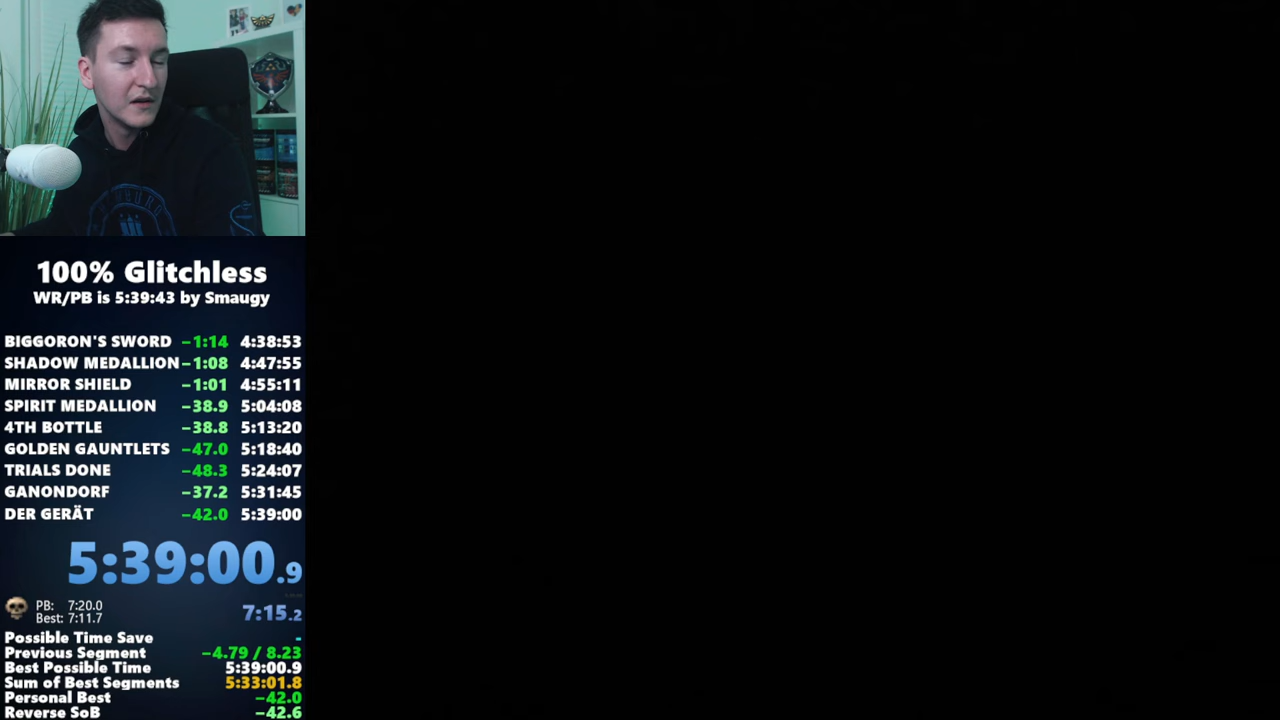 100% Glitchless
WR/PB is 5:39:43 by Smaugy
BIGGORON'S SWORD -1:14 4:38:53
SHADOW MEDALLION -1:08 4:47:55
MIRROR SHIELD -1:01 4:55:11
SPIRIT MEDALLION -38.9 5:04:08
4TH BOTTLE -38.8 5:13:20
GOLDEN GAUNTLETS -47.0 5:18:40
TRIALS DONE -48.3 5:24:07
GANONDORF -37.2 5:31:45
DER GERÄT -42.0 5:39:00
5:39:00.9
PB: 7:20.0
Best: 7:11.7
7:15.2
Possible Time Save -
Previous Segment -4.79 / 8.23
Best Possible Time 5:39:00.9
Sum of Best Segments 5:33:01.8
Personal Best -42.0
Reverse SoB -42.6